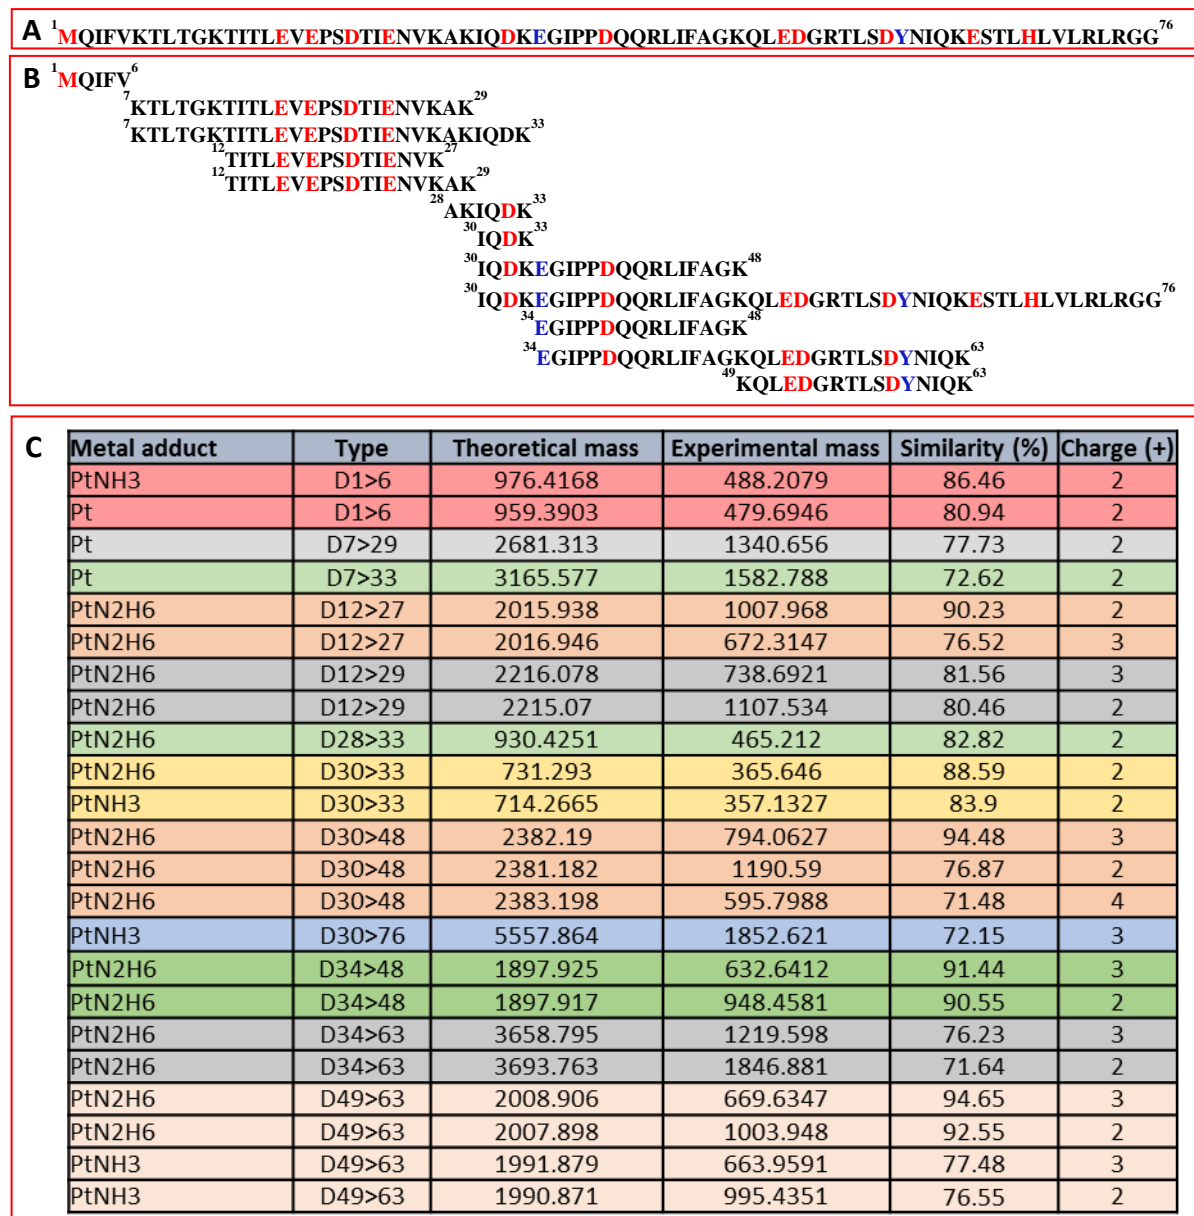 A ¹MQIFVKTLTGKTITLEVEPSDTIENVKAKIQDKEGIPPDQQRLIFAGKQLEDGRTLSDYNIQKESTLHLVLRLRGG⁷⁶
B ¹MQIFV⁶
⁷KTLTGKTITLEVEPSDTIENVKAK²⁹
⁷KTLTGKTITLEVEPSDTIENVKAKIQDK³³
¹²TITLEVEPSDTIENVK²⁷
¹²TITLEVEPSDTIENVKAK²⁹
²⁸AKIQDK³³
³⁰IQDK³³
³⁰IQDKEGIPPDQQRLIFAGK⁴⁸
³⁰IQDKEGIPPDQQRLIFAGKQLEDGRTLSDYNIQKESTLHLVLRLRGG⁷⁶
³⁴EGIPPDQQRLIFAGK⁴⁸
³⁴EGIPPDQQRLIFAGKQLEDGRTLSDYNIQK⁶³
⁴⁹KQLEDGRTLSDYNIQK⁶³
C
Metal adduct Type Theoretical mass Experimental mass Similarity (%) Charge (+)
PtNH3 D1>6 976.4168 488.2079 86.46 2
Pt D1>6 959.3903 479.6946 80.94 2
Pt D7>29 2681.313 1340.656 77.73 2
Pt D7>33 3165.577 1582.788 72.62 2
PtN2H6 D12>27 2015.938 1007.968 90.23 2
PtN2H6 D12>27 2016.946 672.3147 76.52 3
PtN2H6 D12>29 2216.078 738.6921 81.56 3
PtN2H6 D12>29 2215.07 1107.534 80.46 2
PtN2H6 D28>33 930.4251 465.212 82.82 2
PtN2H6 D30>33 731.293 365.646 88.59 2
PtNH3 D30>33 714.2665 357.1327 83.9 2
PtN2H6 D30>48 2382.19 794.0627 94.48 3
PtN2H6 D30>48 2381.182 1190.59 76.87 2
PtN2H6 D30>48 2383.198 595.7988 71.48 4
PtNH3 D30>76 5557.864 1852.621 72.15 3
PtN2H6 D34>48 1897.925 632.6412 91.44 3
PtN2H6 D34>48 1897.917 948.4581 90.55 2
PtN2H6 D34>63 3658.795 1219.598 76.23 3
PtN2H6 D34>63 3693.763 1846.881 71.64 2
PtN2H6 D49>63 2008.906 669.6347 94.65 3
PtN2H6 D49>63 2007.898 1003.948 92.55 2
PtNH3 D49>63 1991.879 663.9591 77.48 3
PtNH3 D49>63 1990.871 995.4351 76.55 2